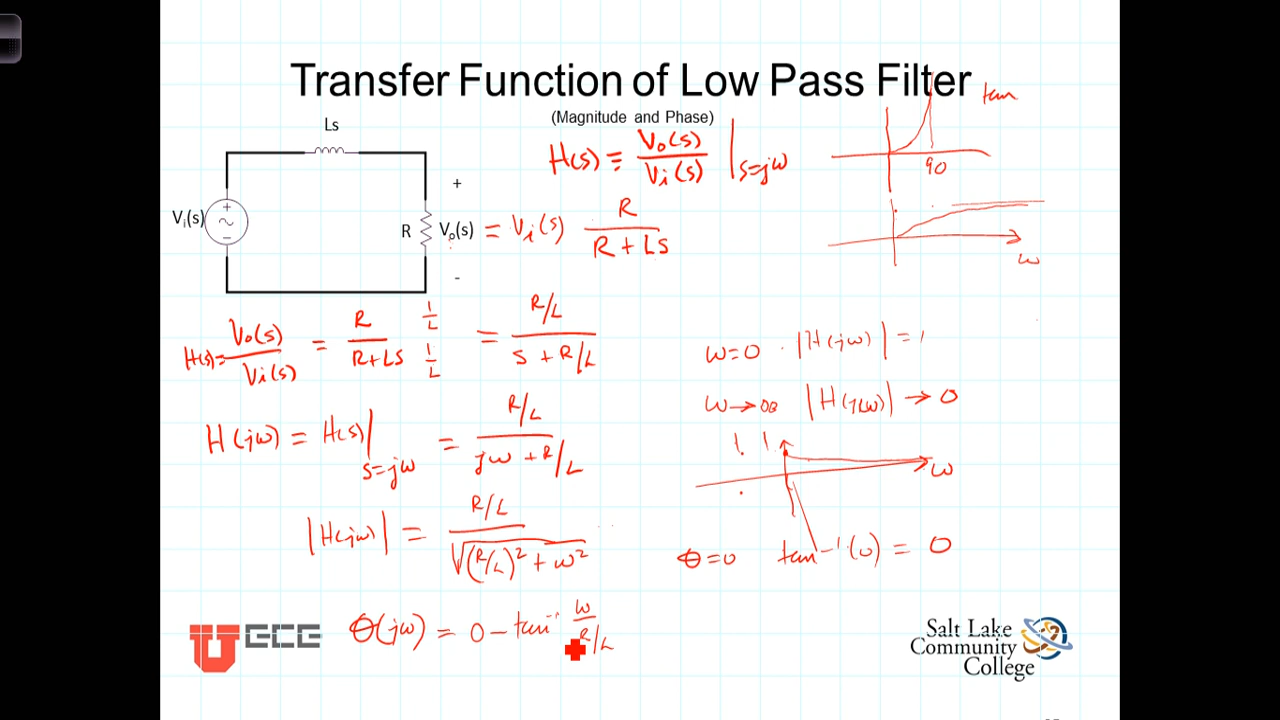 Transfer Function of Low Pass Filter
(Magnitude and Phase)
tan
90
ω
Ls
Vi(s)
+
~
−
R
+
Vo(s)
-
H(s) = Vo(s)/Vi(s) | s=jω
= Vi(s) R/(R + Ls)
H(s) = Vo(s)/Vi(s) = R/(R+Ls) (1/L)/(1/L) = (R/L)/(s + R/L)
H(jω) = H(s)| s=jω = (R/L)/(jω + R/L)
|H(jω)| = (R/L)/√((R/L)² + ω²)
θ(jω) = 0 − tan⁻¹ ω/(R/L)
ω=0 |H(jω)| = 1
ω→∞ |H(jω)| → 0
ω
θ=0 tan⁻¹(0) = 0
U ECE
Salt Lake
Community
College